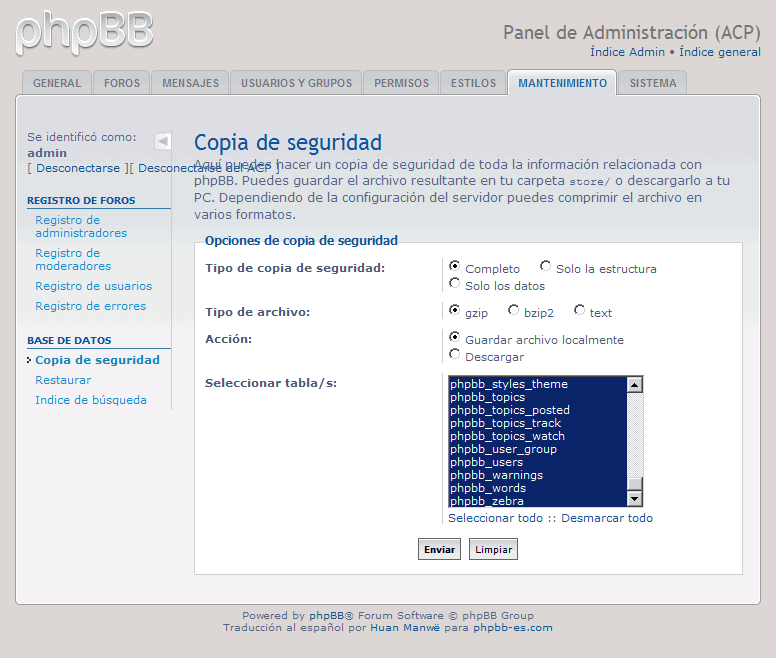 phpBB
Panel de Administración (ACP)
Índice Admin • Índice general
GENERAL FOROS MENSAJES USUARIOS Y GRUPOS PERMISOS ESTILOS MANTENIMIENTO SISTEMA
Se identificó como:
admin
[ Desconectarse ][ Desconectarse del ACP ]
REGISTRO DE FOROS
Registro de
administradores
Registro de
moderadores
Registro de usuarios
Registro de errores
BASE DE DATOS
Copia de seguridad
Restaurar
Indice de búsqueda
Copia de seguridad
Aquí puedes hacer un copia de seguridad de toda la información relacionada con
phpBB. Puedes guardar el archivo resultante en tu carpeta store/ o descargarlo a tu
PC. Dependiendo de la configuración del servidor puedes comprimir el archivo en
varios formatos.
Opciones de copia de seguridad
Tipo de copia de seguridad: Completo Solo la estructura
Solo los datos
Tipo de archivo: gzip bzip2 text
Acción: Guardar archivo localmente
Descargar
Seleccionar tabla/s:
phpbb_styles_theme
phpbb_topics
phpbb_topics_posted
phpbb_topics_track
phpbb_topics_watch
phpbb_user_group
phpbb_users
phpbb_warnings
phpbb_words
phpbb_zebra
Seleccionar todo :: Desmarcar todo
Enviar Limpiar
Powered by phpBB® Forum Software © phpBB Group
Traducción al español por Huan Manwë para phpbb-es.com